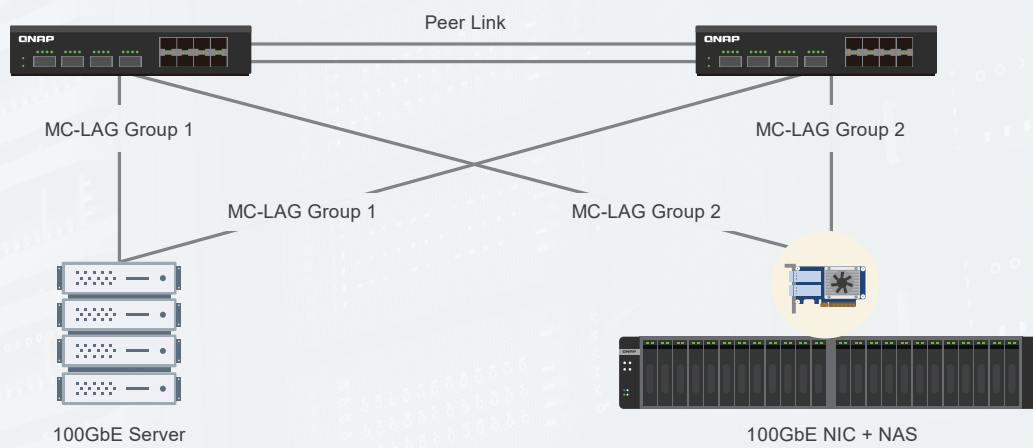 Peer Link
QNAP
QNAP
MC-LAG Group 1
MC-LAG Group 2
MC-LAG Group 1
MC-LAG Group 2
QNAP
100GbE Server
100GbE NIC + NAS